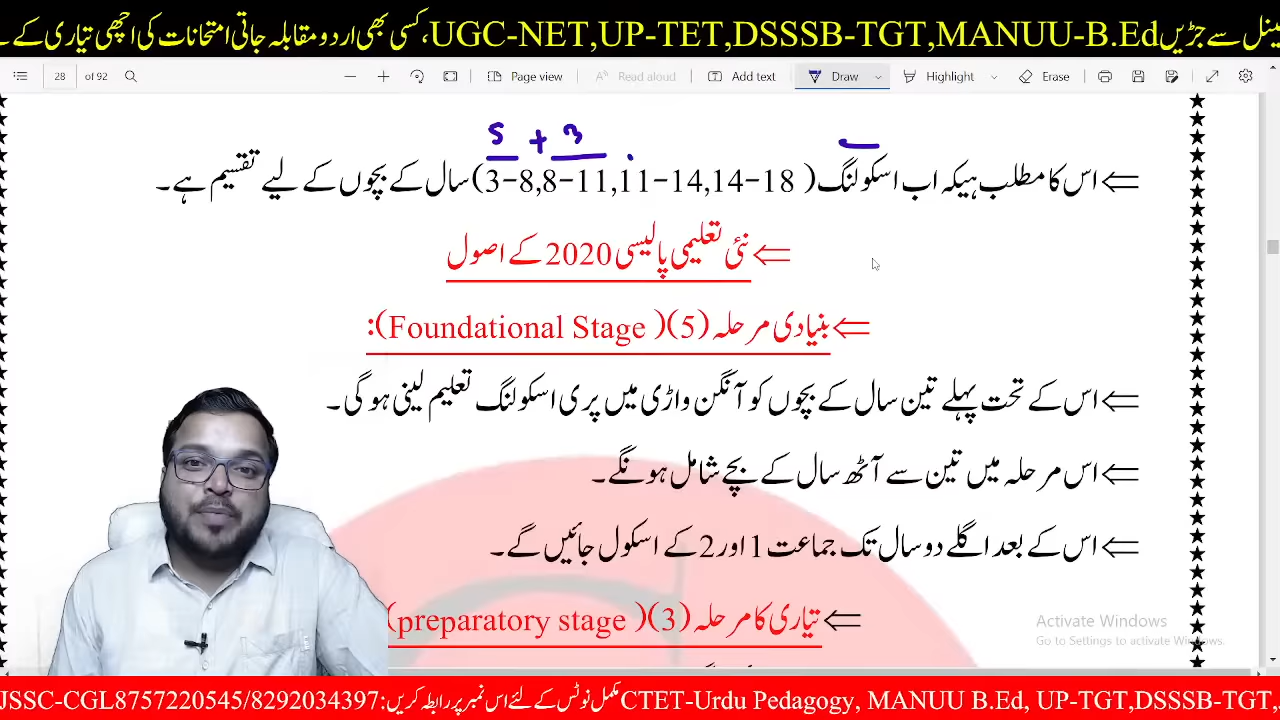 ینل سے جڑیں UGC-NET,UP-TET,DSSSB-TGT,MANUU-B.Ed، کسی بھی اردو مقابلہ جاتی امتحانات کی اچھی تیاری کے لے
28 of 92 Page view Read aloud Add text Draw Highlight Erase
5 + 3
⇐ اس کا مطلب ہیکہ اب اسکولنگ ( 3-8,8-11,11-14,14-18) سال کے بچوں کے لیے تقسیم ہے۔
⇐ نئی تعلیمی پالیسی 2020 کے اصول
⇐ بنیادی مرحلہ (5)( Foundational Stage):
⇐ اس کے تحت پہلے تین سال کے بچوں کو آنگن واڑی میں پری اسکولنگ تعلیم لینی ہوگی۔
⇐ اس مرحلہ میں تین سے آٹھ سال کے بچے شامل ہونگے۔
⇐ اس کے بعد اگلے دو سال تک جماعت 1 اور 2 کے اسکول جائیں گے۔
⇐ تیاری کا مرحلہ (3)( preparatory stage)
Activate Windows
Go to Settings to activate Windows.
JSSC-CGL مکمل نوٹس کے لئے اس نمبر پر رابطہ کریں: 8757220545/8292034397 CTET-Urdu Pedagogy, MANUU B.Ed, UP-TGT,DSSSB-TGT,